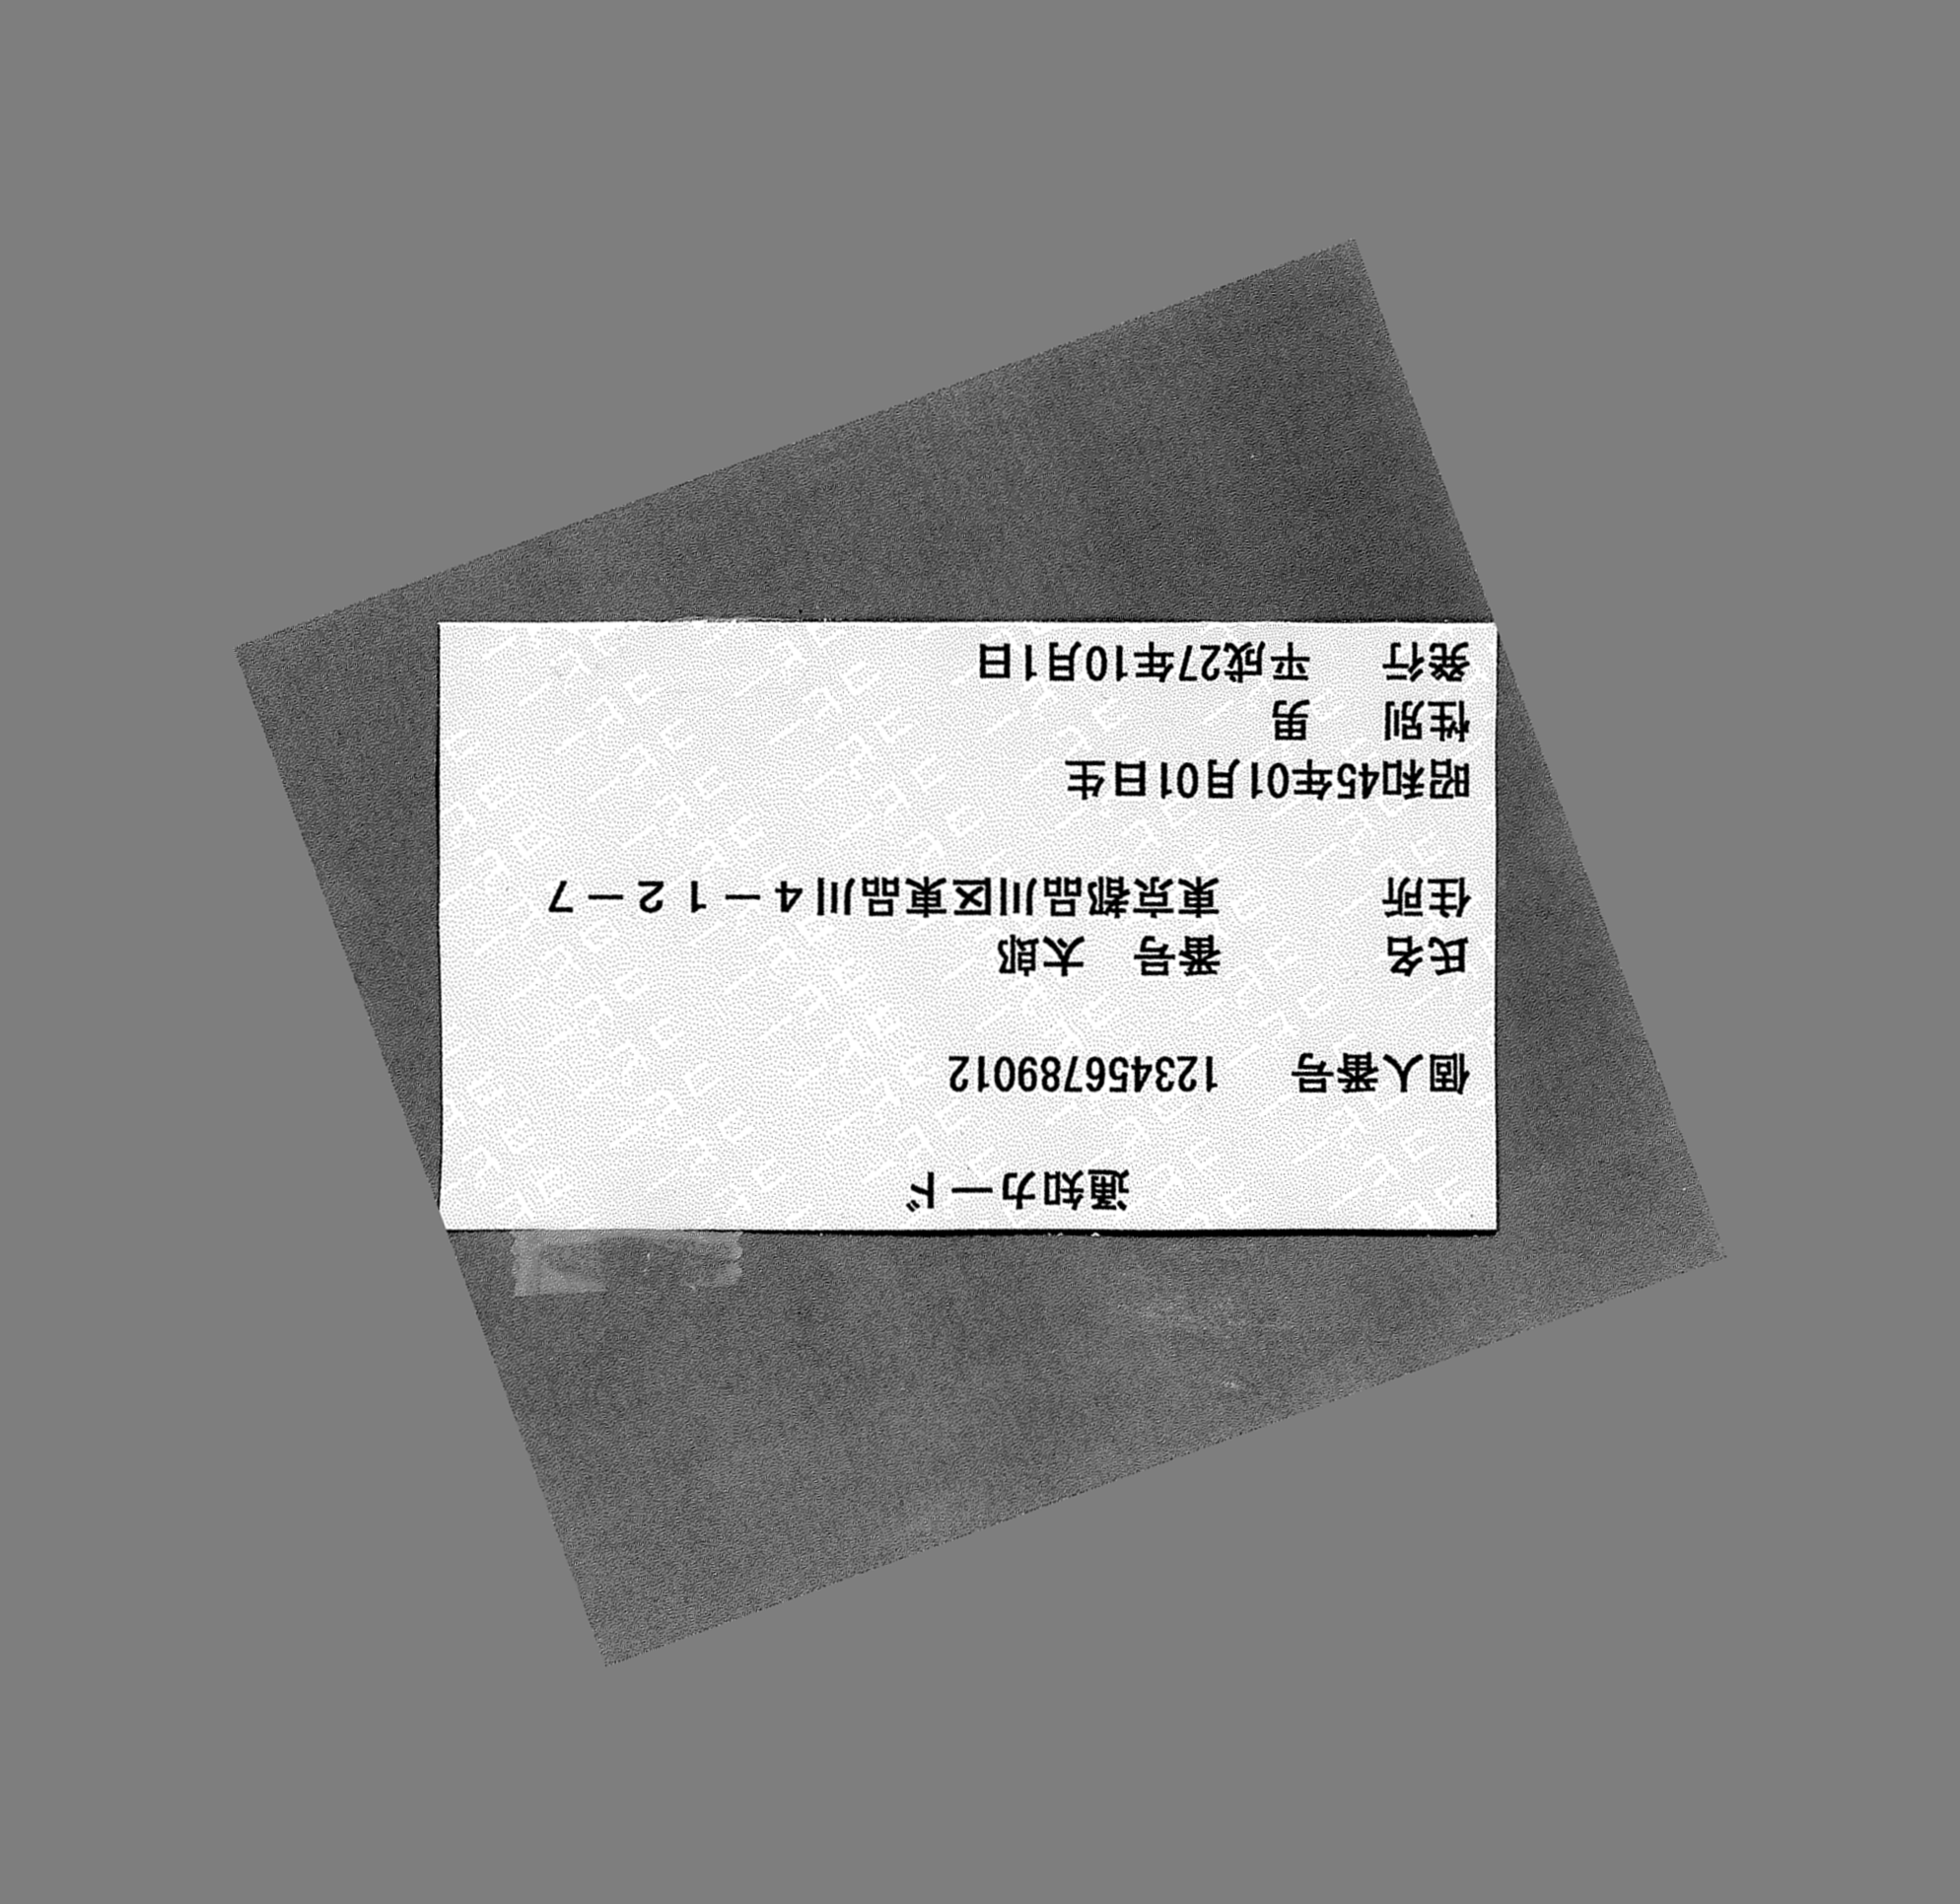 通知カード
個人番号 123456789012
氏名 番号 太郎
住所 東京都品川区東品川4-12-7
昭和45年01月01日生
性別 男
発行 平成27年10月1日